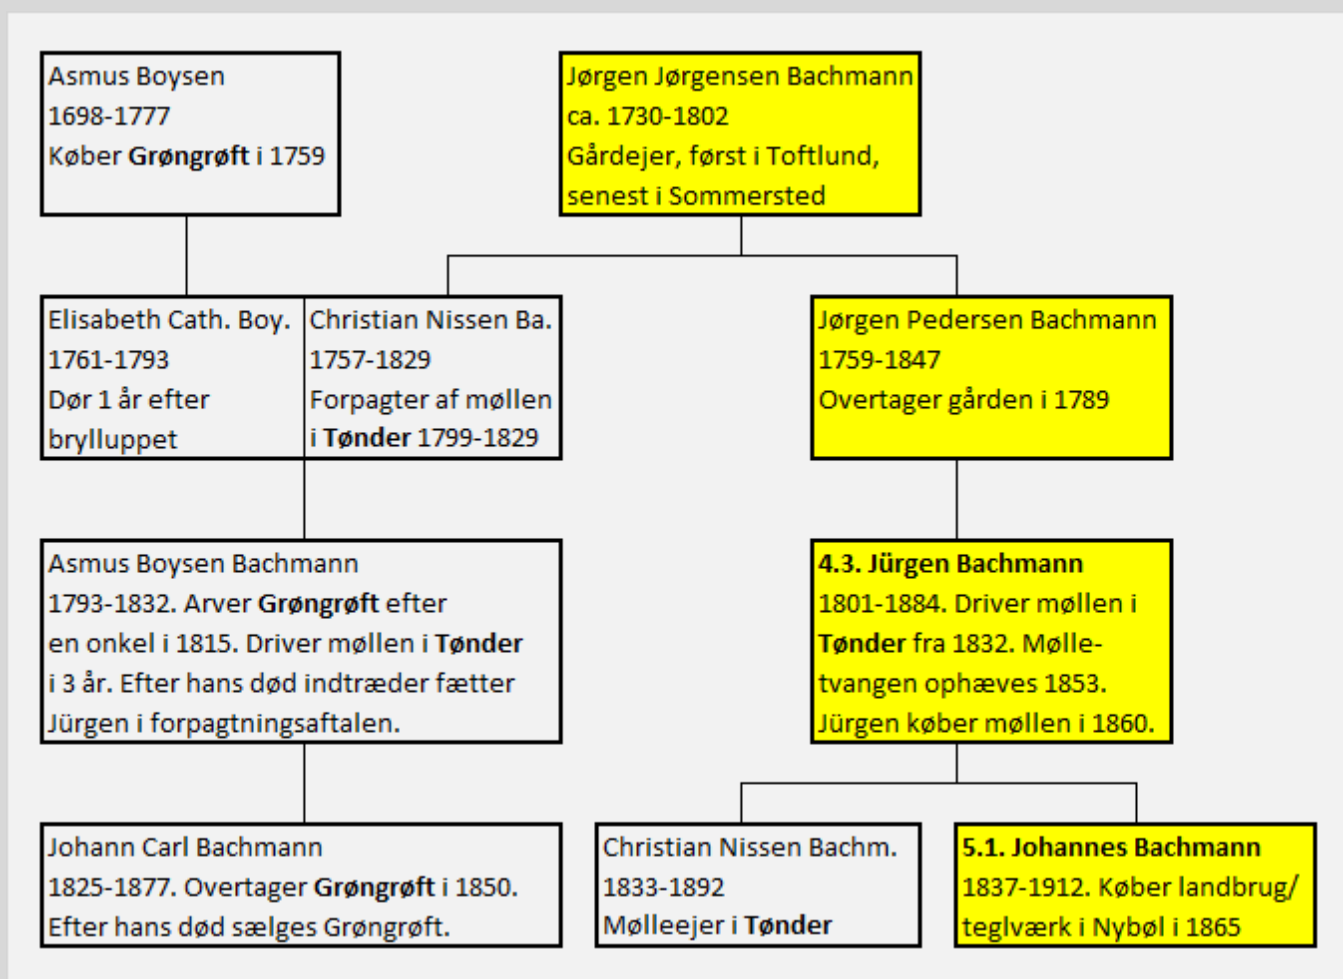 Asmus Boysen
1698-1777
Køber Grøngrøft i 1759
Jørgen Jørgensen Bachmann
ca. 1730-1802
Gårdejer, først i Toftlund,
senest i Sommersted
Elisabeth Cath. Boy.
1761-1793
Dør 1 år efter
brylluppet
Christian Nissen Ba.
1757-1829
Forpagter af møllen
i Tønder 1799-1829
Jørgen Pedersen Bachmann
1759-1847
Overtager gården i 1789
Asmus Boysen Bachmann
1793-1832. Arver Grøngrøft efter
en onkel i 1815. Driver møllen i Tønder
i 3 år. Efter hans død indtræder fætter
Jürgen i forpagtningsaftalen.
4.3. Jürgen Bachmann
1801-1884. Driver møllen i
Tønder fra 1832. Mølle-
tvangen ophæves 1853.
Jürgen køber møllen i 1860.
Johann Carl Bachmann
1825-1877. Overtager Grøngrøft i 1850.
Efter hans død sælges Grøngrøft.
Christian Nissen Bachm.
1833-1892
Mølleejer i Tønder
5.1. Johannes Bachmann
1837-1912. Køber landbrug/
teglværk i Nybøl i 1865